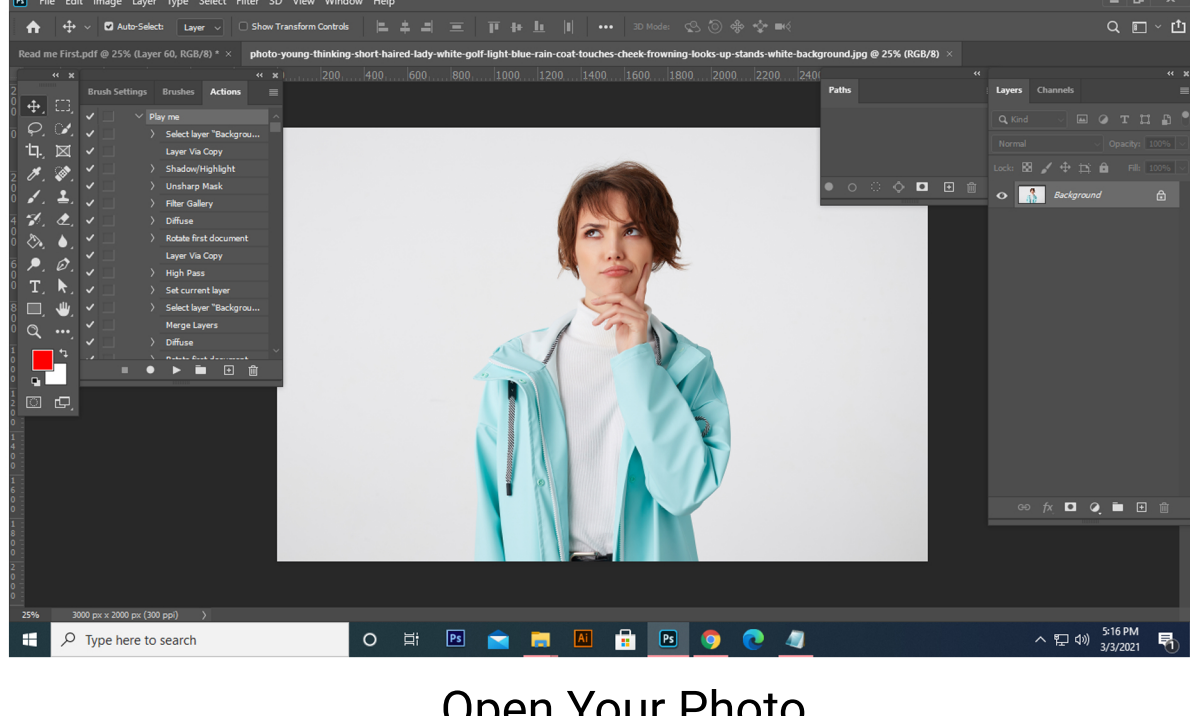 Ps File Edit Image Layer Type Select Filter 3D View Window Help
Auto-Select: Layer Show Transform Controls 3D Mode:
Read me First.pdf @ 25% (Layer 60, RGB/8) * × photo-young-thinking-short-haired-lady-white-golf-light-blue-rain-coat-touches-cheek-frowning-looks-up-stands-white-background.jpg @ 25% (RGB/8) ×
200 400 600 800 1000 1200 1400 1600 1800 2000 2200 2400
Brush Settings Brushes Actions
Paths
Layers Channels
Play me
Select layer "Backgrou...
Layer Via Copy
Shadow/Highlight
Unsharp Mask
Filter Gallery
Diffuse
Rotate first document
Layer Via Copy
High Pass
Set current layer
Select layer "Backgrou...
Merge Layers
Diffuse
Rotate first document
Kind
Normal Opacity: 100%
Lock: Fill: 100%
Background
fx
25% 3000 px x 2000 px (300 ppi)
Type here to search
Ps Ai Ps
5:16 PM
3/3/2021
1
Open Your Photo